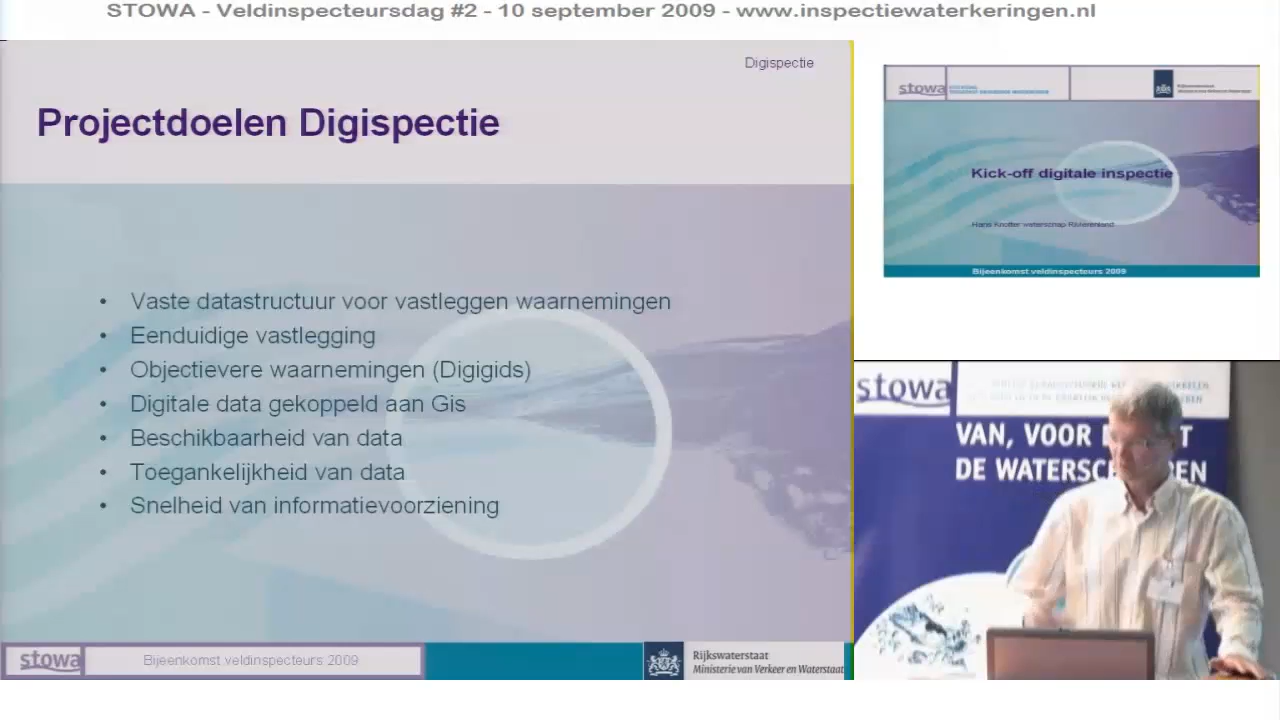 STOWA - Veldinspecteursdag #2 - 10 september 2009 - www.inspectiewaterkeringen.nl
Digispectie
Projectdoelen Digispectie
• Vaste datastructuur voor vastleggen waarnemingen
• Eenduidige vastlegging
• Objectievere waarnemingen (Digigids)
• Digitale data gekoppeld aan Gis
• Beschikbaarheid van data
• Toegankelijkheid van data
• Snelheid van informatievoorziening
stowa
Bijeenkomst veldinspecteurs 2009
Rijkswaterstaat
Ministerie van Verkeer en Waterstaat
stowa
Rijkswaterstaat
Kick-off digitale inspectie
Hans Knotter waterschap Rivierenland
Bijeenkomst veldinspecteurs 2009
stowa
VAN, VOOR
DE